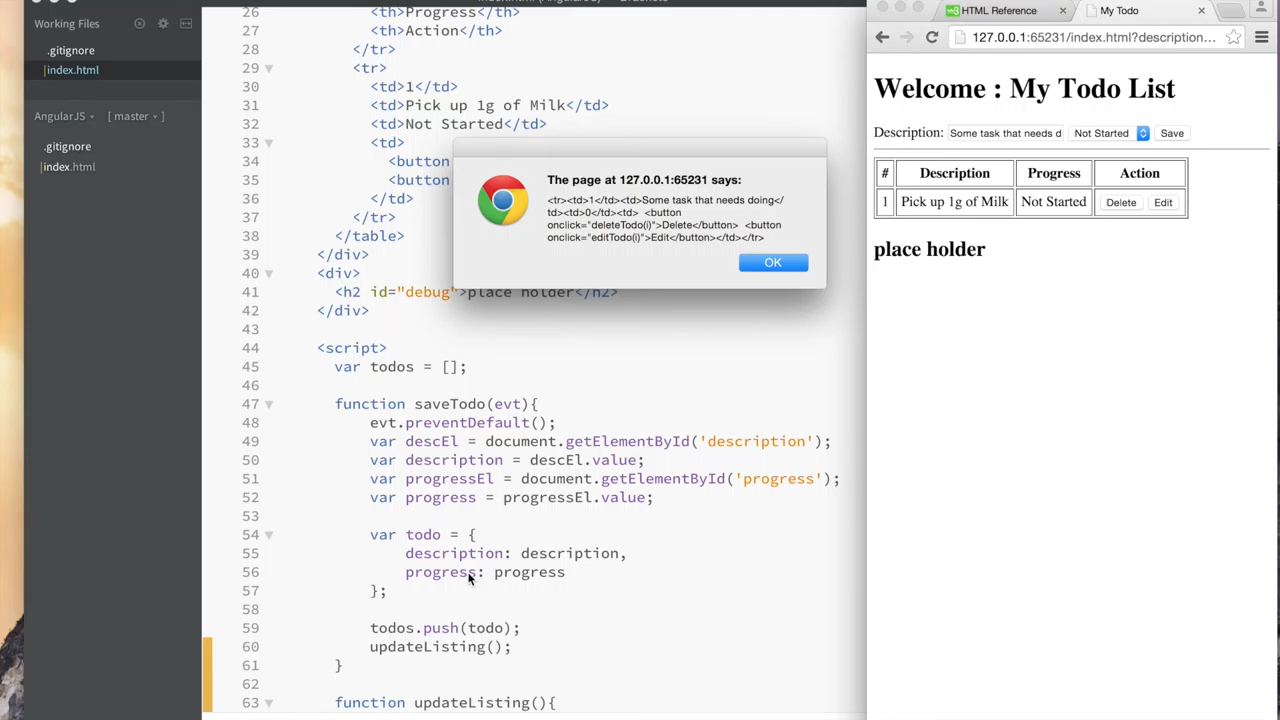 Working Files
.gitignore
index.html
AngularJS
[ master ]
.gitignore
index.html
26 <th>Progress</th>
27 <th>Action</th>
28 </tr>
29 <tr>
30 <td>1</td>
31 <td>Pick up 1g of Milk</td>
32 <td>Not Started</td>
33 <td>
34 <button
35 <button
36 </td>
37 </tr>
38 </table>
39 </div>
40 <div>
41 <h2 id="debug">place holder</h2>
42 </div>
43
44 <script>
45 var todos = [];
46
47 function saveTodo(evt){
48 evt.preventDefault();
49 var descEl = document.getElementById('description');
50 var description = descEl.value;
51 var progressEl = document.getElementById('progress');
52 var progress = progressEl.value;
53
54 var todo = {
55 description: description,
56 progress: progress
57 };
58
59 todos.push(todo);
60 updateListing();
61 }
62
63 function updateListing(){
The page at 127.0.0.1:65231 says:
<tr><td>1</td><td>Some task that needs doing</
td><td>0</td><td> <button
onclick="deleteTodo(i)">Delete</button> <button
onclick="editTodo(i)">Edit</button></td></tr>
OK
HTML Reference
My Todo
127.0.0.1:65231/index.html?description...
Welcome : My Todo List
Description: Some task that needs d Not Started Save
# Description Progress Action
1 Pick up 1g of Milk Not Started Delete Edit
place holder